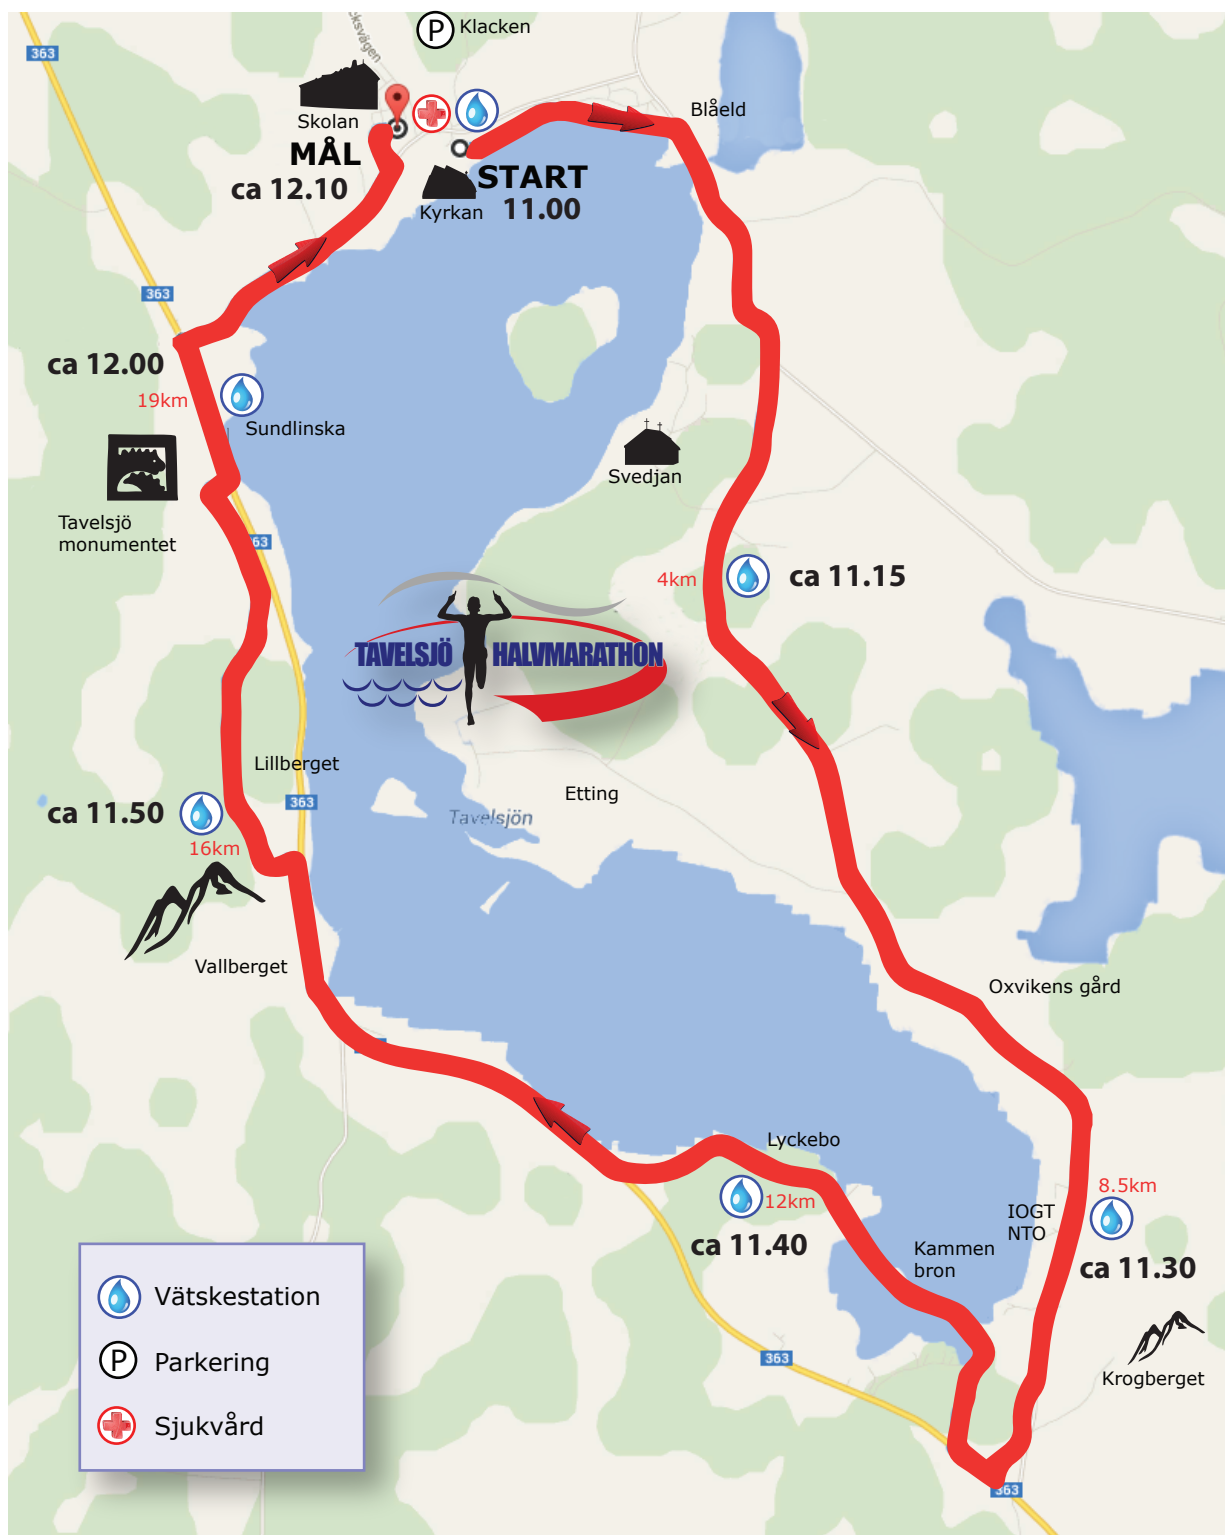 363
P
Klacken
Blåeld
Skolan
MÅL
ca 12.10
START
11.00
Kyrkan
363
ca 12.00
19km
Sundlinska
Svedjan
Tavelsjö
monumentet
4km
ca 11.15
TAVELSJÖ HALVMARATHON
Lillberget
363
ca 11.50
16km
Etting
Tavelsjön
Vallberget
Oxvikens gård
Lyckebo
12km
ca 11.40
8.5km
IOGT
NTO
ca 11.30
Kammen
bron
363
Krogberget
363
Vätskestation
P Parkering
Sjukvård